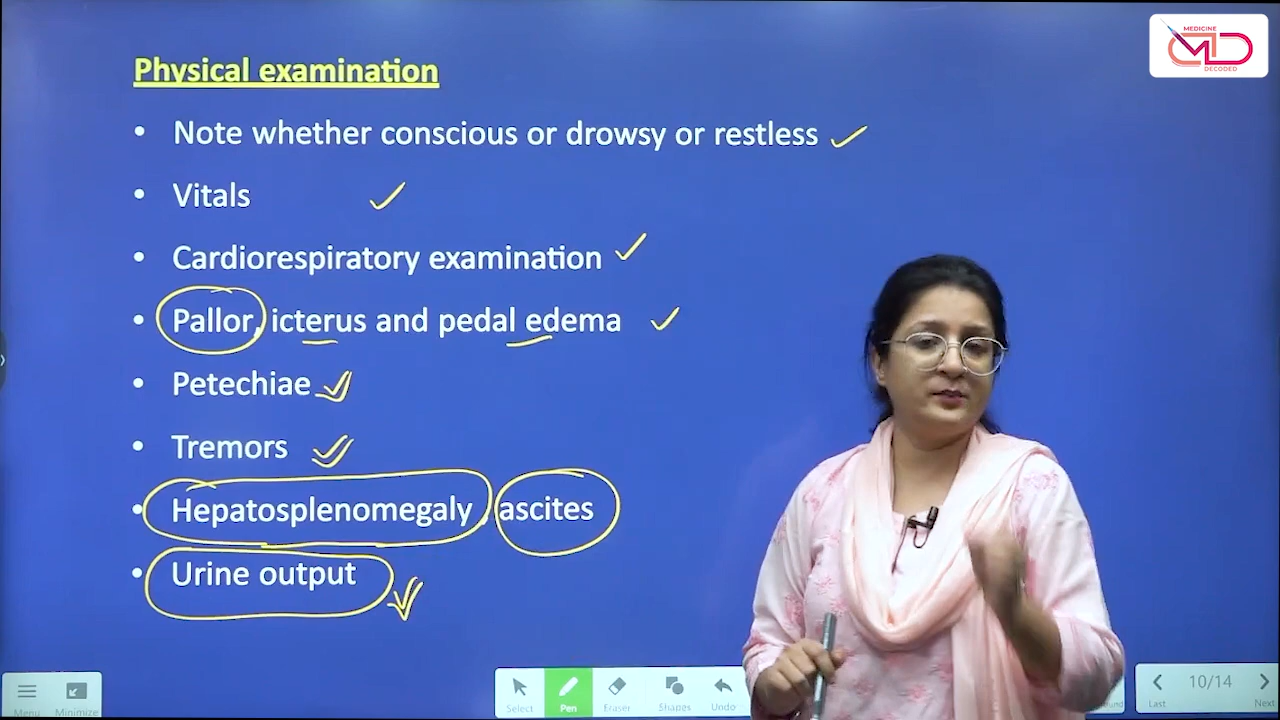 MEDICINE
MD
DECODED
Physical examination
• Note whether conscious or drowsy or restless
• Vitals
• Cardiorespiratory examination
• Pallor, icterus and pedal edema
• Petechiae
• Tremors
• Hepatosplenomegaly, ascites
• Urine output
Menu Minimize Select Pen Eraser Shapes Undo Last 10/14 Next